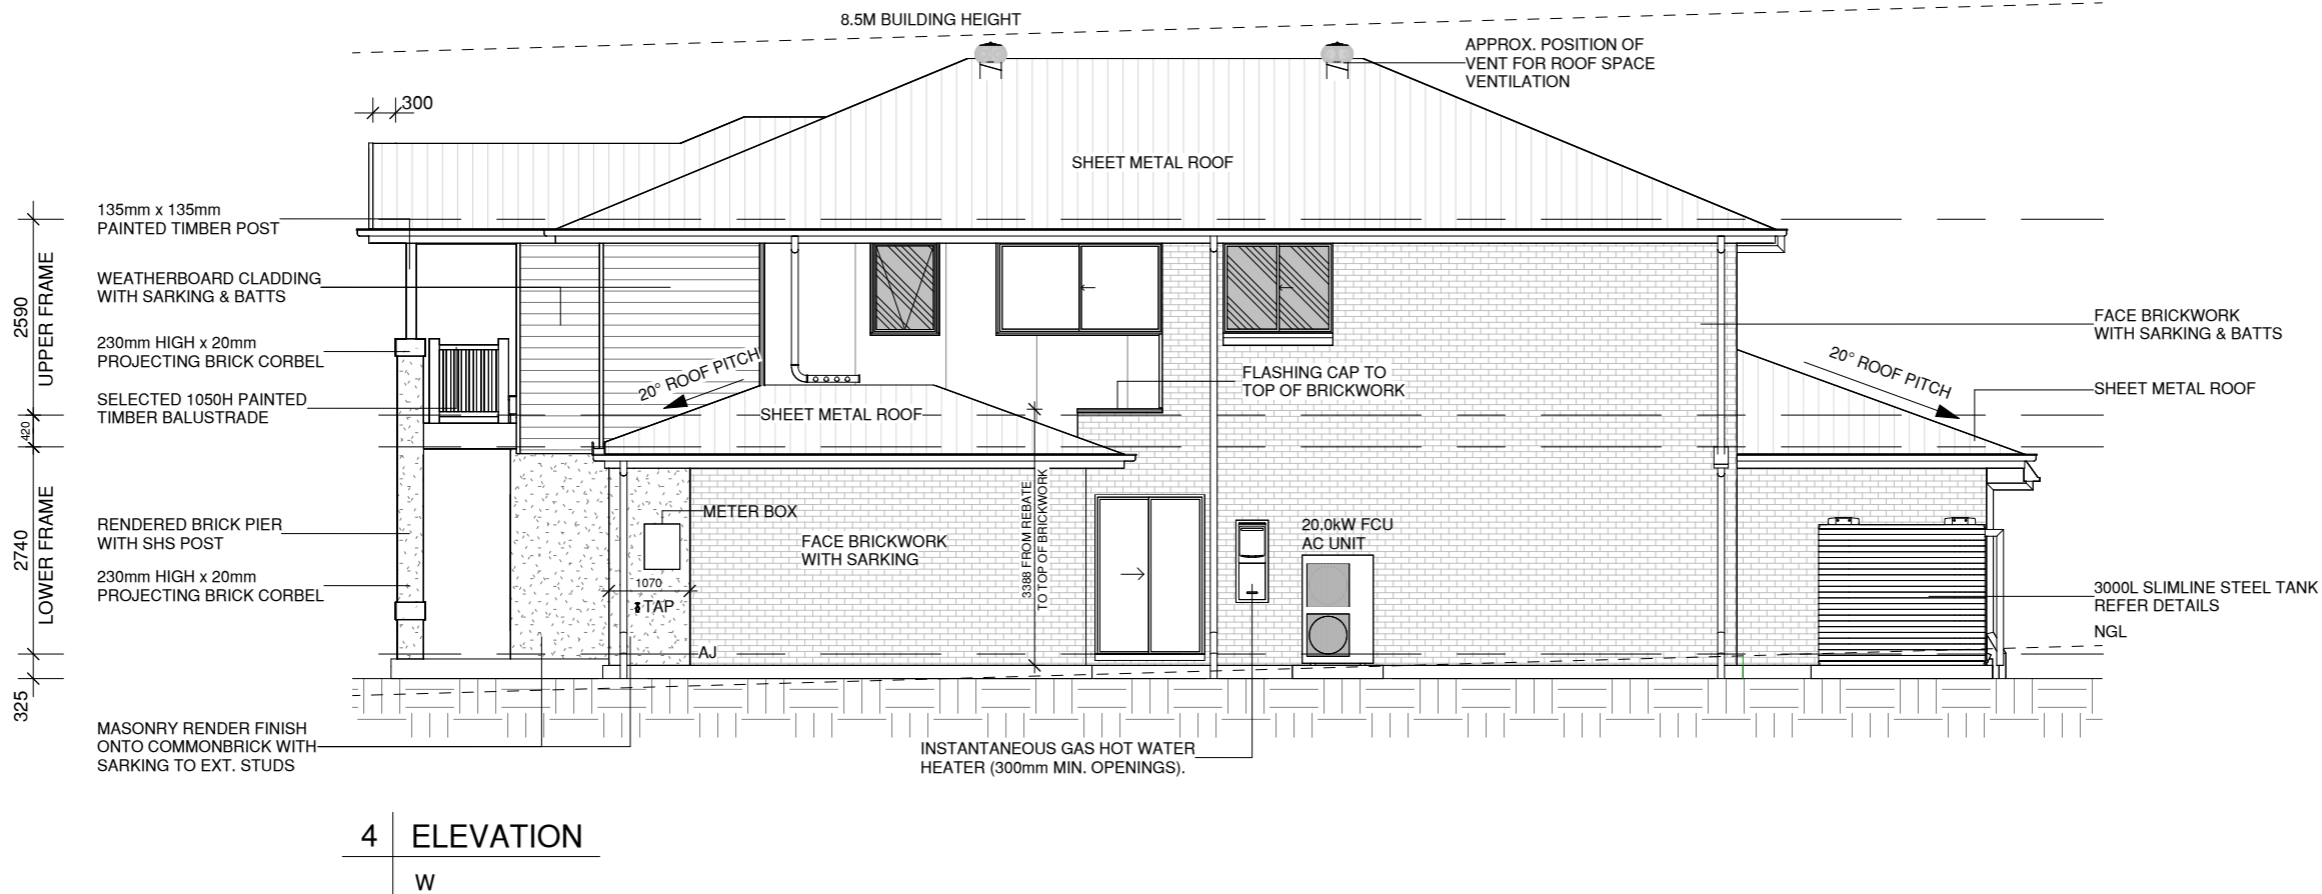 8.5M BUILDING HEIGHT
APPROX. POSITION OF
VENT FOR ROOF SPACE
VENTILATION
300
SHEET METAL ROOF
135mm x 135mm
PAINTED TIMBER POST
WEATHERBOARD CLADDING
WITH SARKING & BATTS
230mm HIGH x 20mm
PROJECTING BRICK CORBEL
SELECTED 1050H PAINTED
TIMBER BALUSTRADE
RENDERED BRICK PIER
WITH SHS POST
230mm HIGH x 20mm
PROJECTING BRICK CORBEL
MASONRY RENDER FINISH
ONTO COMMONBRICK WITH
SARKING TO EXT. STUDS
2590
UPPER FRAME
420
2740
LOWER FRAME
325
20° ROOF PITCH
SHEET METAL ROOF
FLASHING CAP TO
TOP OF BRICKWORK
METER BOX
FACE BRICKWORK
WITH SARKING
1070
TAP
AJ
3388 FROM REBATE
TO TOP OF BRICKWORK
20.0kW FCU
AC UNIT
INSTANTANEOUS GAS HOT WATER
HEATER (300mm MIN. OPENINGS).
FACE BRICKWORK
WITH SARKING & BATTS
20° ROOF PITCH
SHEET METAL ROOF
3000L SLIMLINE STEEL TANK
REFER DETAILS
NGL
4 ELEVATION
W